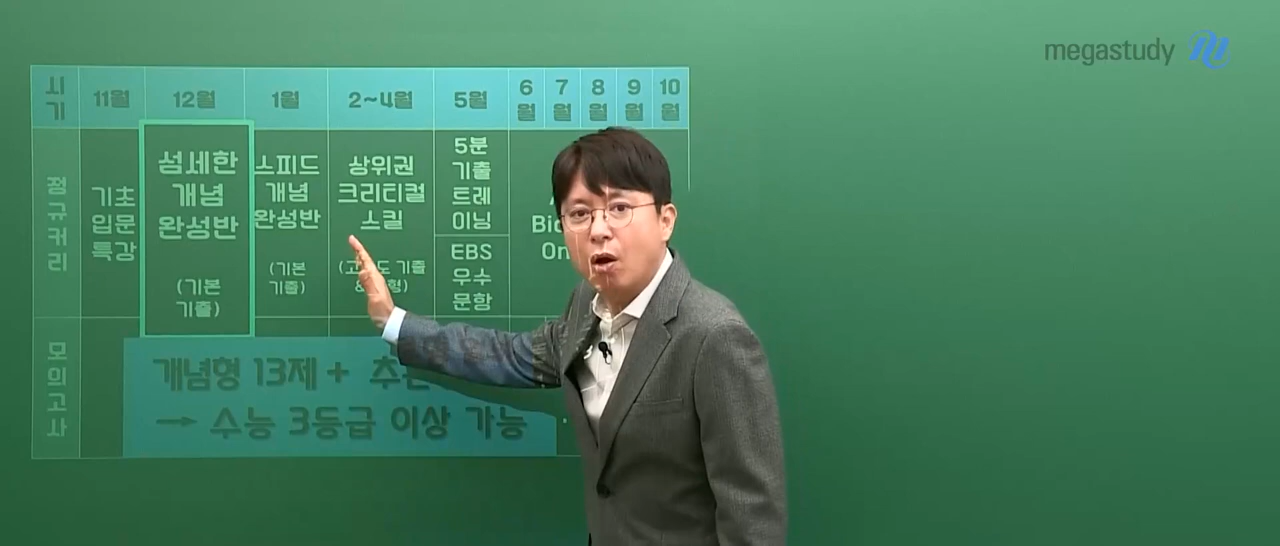 megastudy
시기
11월
12월
1월
2~4월
5월
6월
7월
8월
9월
10월
정규커리
기초
입문
특강
섬세한
개념
완성반
(기본
기출)
스피드
개념
완성반
(기본
기출)
상위권
크리티컬
스킬
기출
5분
기출
트레
이닝
EBS
우수
문항
모의고사
개념형 13제 +
→ 수능 3등급 이상 가능